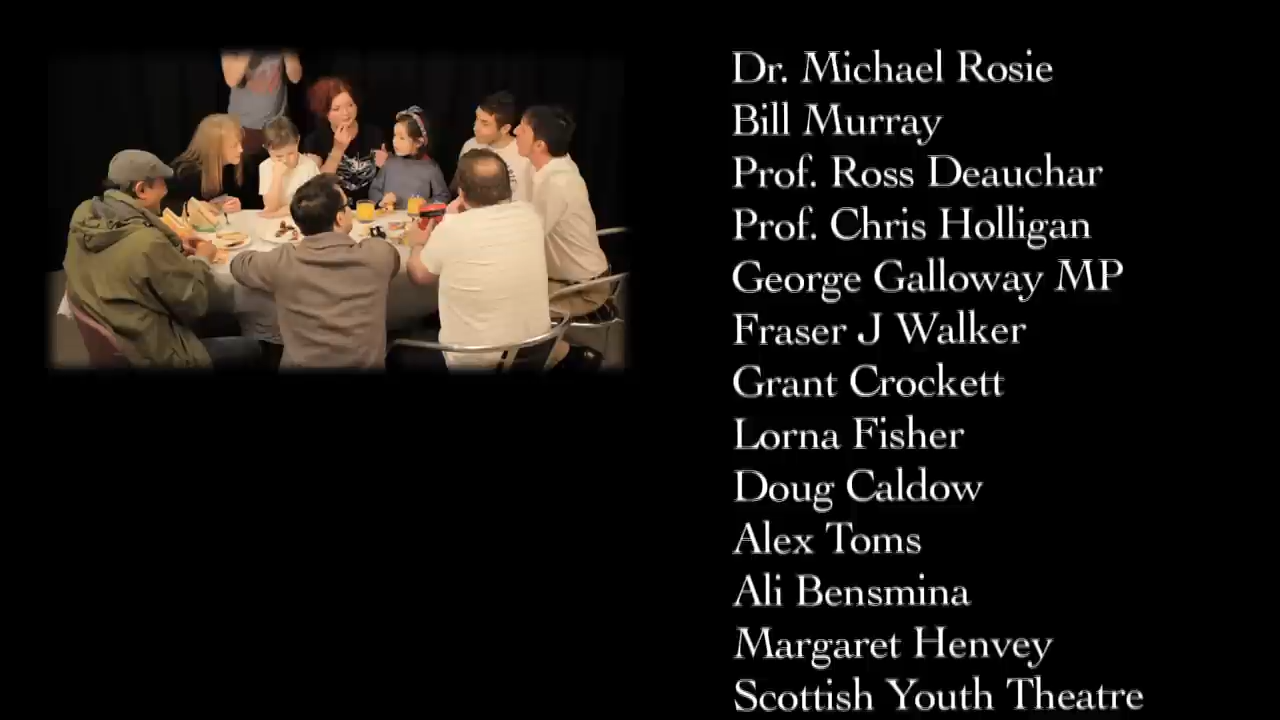 Dr. Michael Rosie
Bill Murray
Prof. Ross Deauchar
Prof. Chris Holligan
George Galloway MP
Fraser J Walker
Grant Crockett
Lorna Fisher
Doug Caldow
Alex Toms
Ali Bensmina
Margaret Henvey
Scottish Youth Theatre